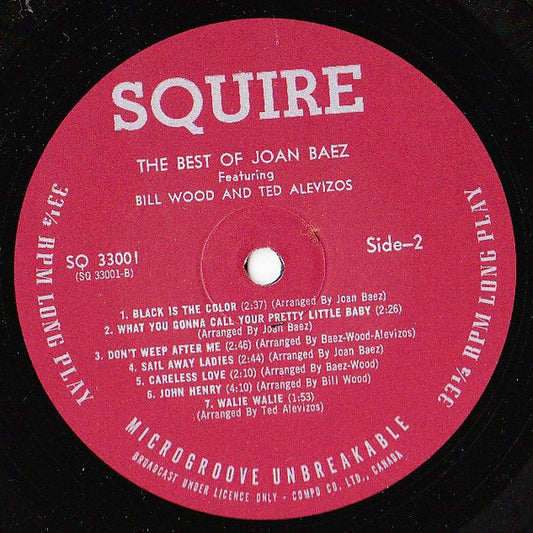 SQUIRE
THE BEST OF JOAN BAEZ
Featuring
BILL WOOD AND TED ALEVIZOS
SQ 33001
(SQ 33001-B)
Side-2
1. BLACK IS THE COLOR (2:37) (Arranged By Joan Baez)
2. WHAT YOU GONNA CALL YOUR PRETTY LITTLE BABY (2:26)
(Arranged By Joan Baez)
3. DON'T WEEP AFTER ME (2:46) (Arranged By Baez-Wood-Alevizos)
4. SAIL AWAY LADIES (2:44) (Arranged By Joan Baez)
5. CARELESS LOVE (2:10) (Arranged By Baez-Wood)
6. JOHN HENRY (4:10) (Arranged By Bill Wood)
7. WALIE WALIE (1:53)
(Arranged By Ted Alevizos)
33⅓ RPM LONG PLAY
33⅓ RPM LONG PLAY
MICROGROOVE UNBREAKABLE
BROADCAST UNDER LICENCE ONLY - COMPO CO. LTD., CANADA